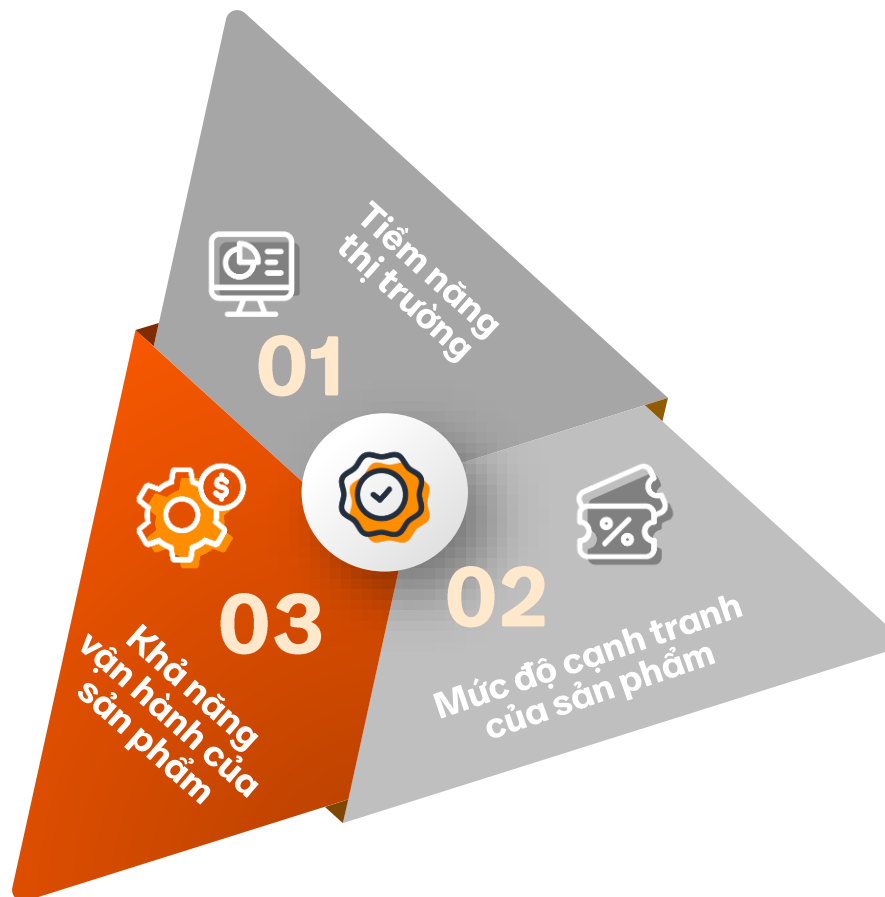 Tiềm năng
thị trường
01
02
Mức độ cạnh tranh
của sản phẩm
03
Khả năng
vận hành của
sản phẩm
$
%